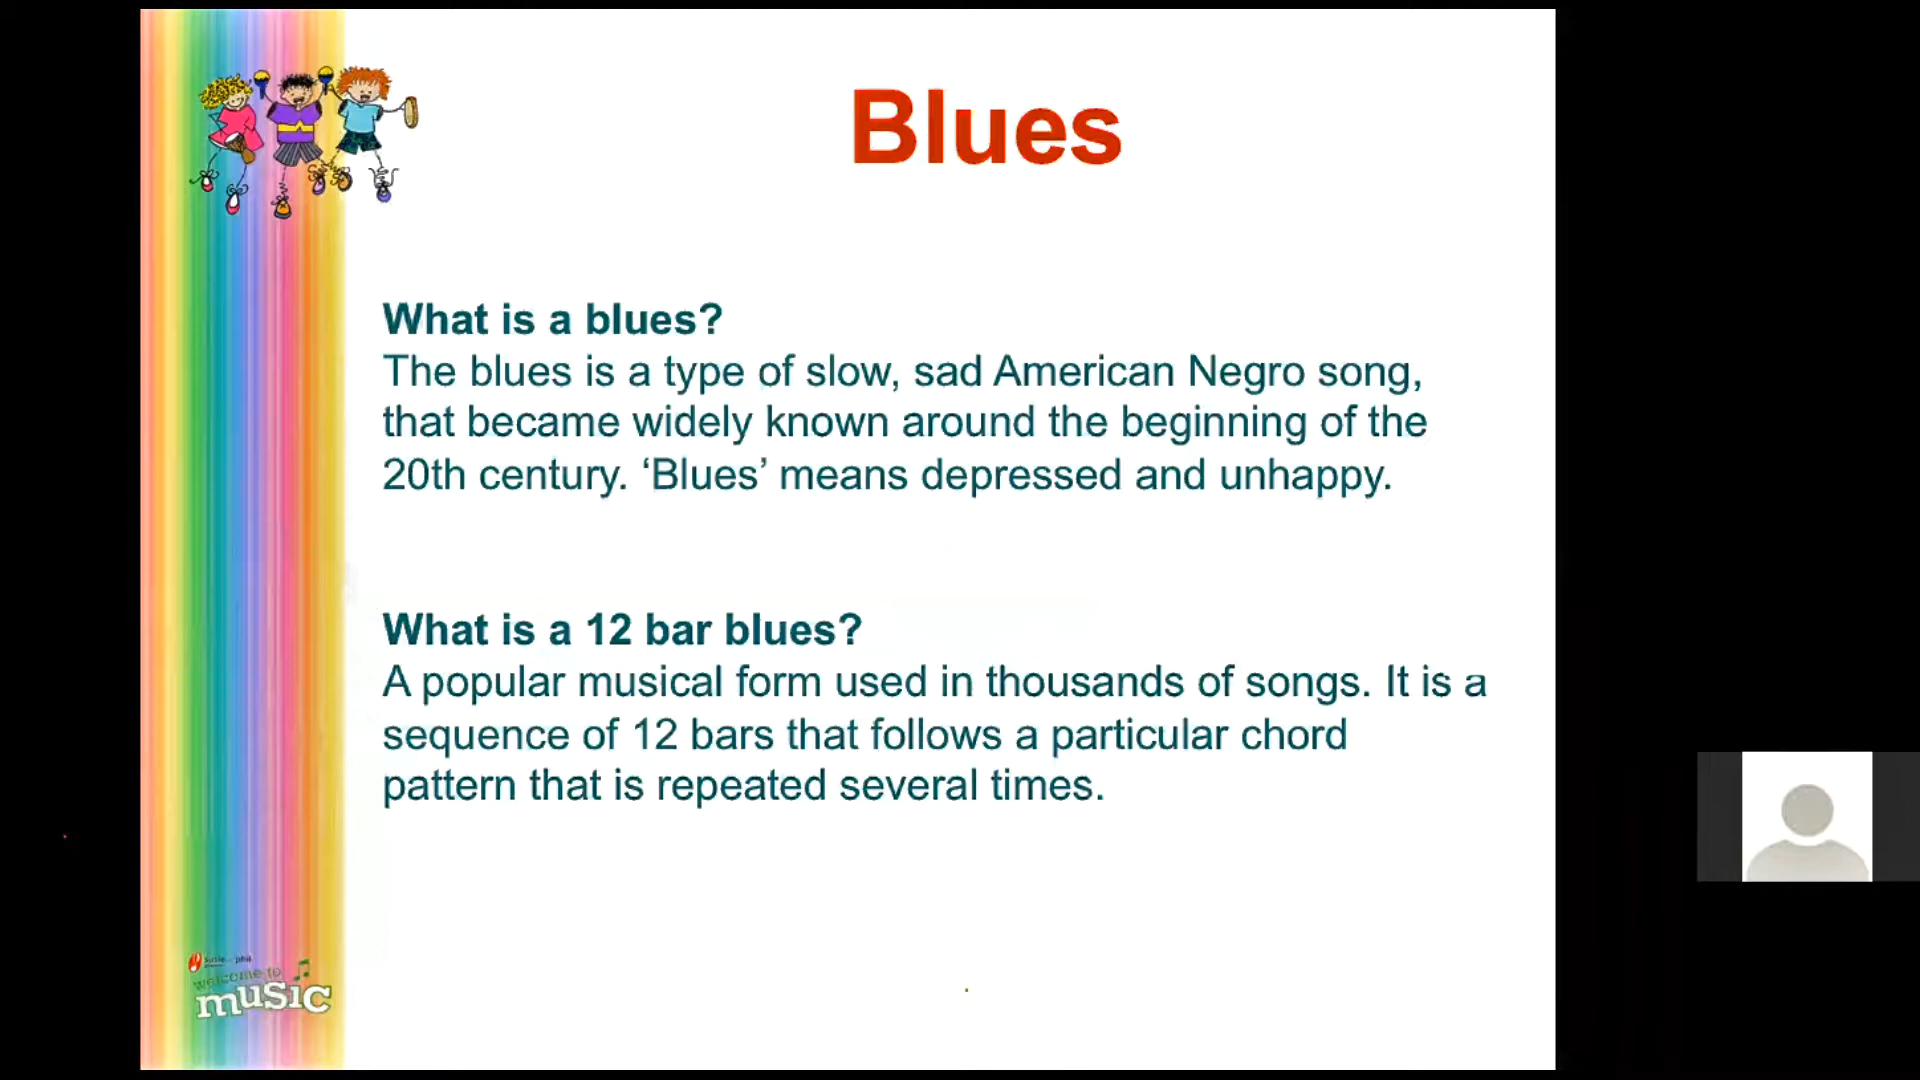 Blues
What is a blues?
The blues is a type of slow, sad American Negro song,
that became widely known around the beginning of the
20th century. ‘Blues’ means depressed and unhappy.
What is a 12 bar blues?
A popular musical form used in thousands of songs. It is a
sequence of 12 bars that follows a particular chord
pattern that is repeated several times.
welcome to
music